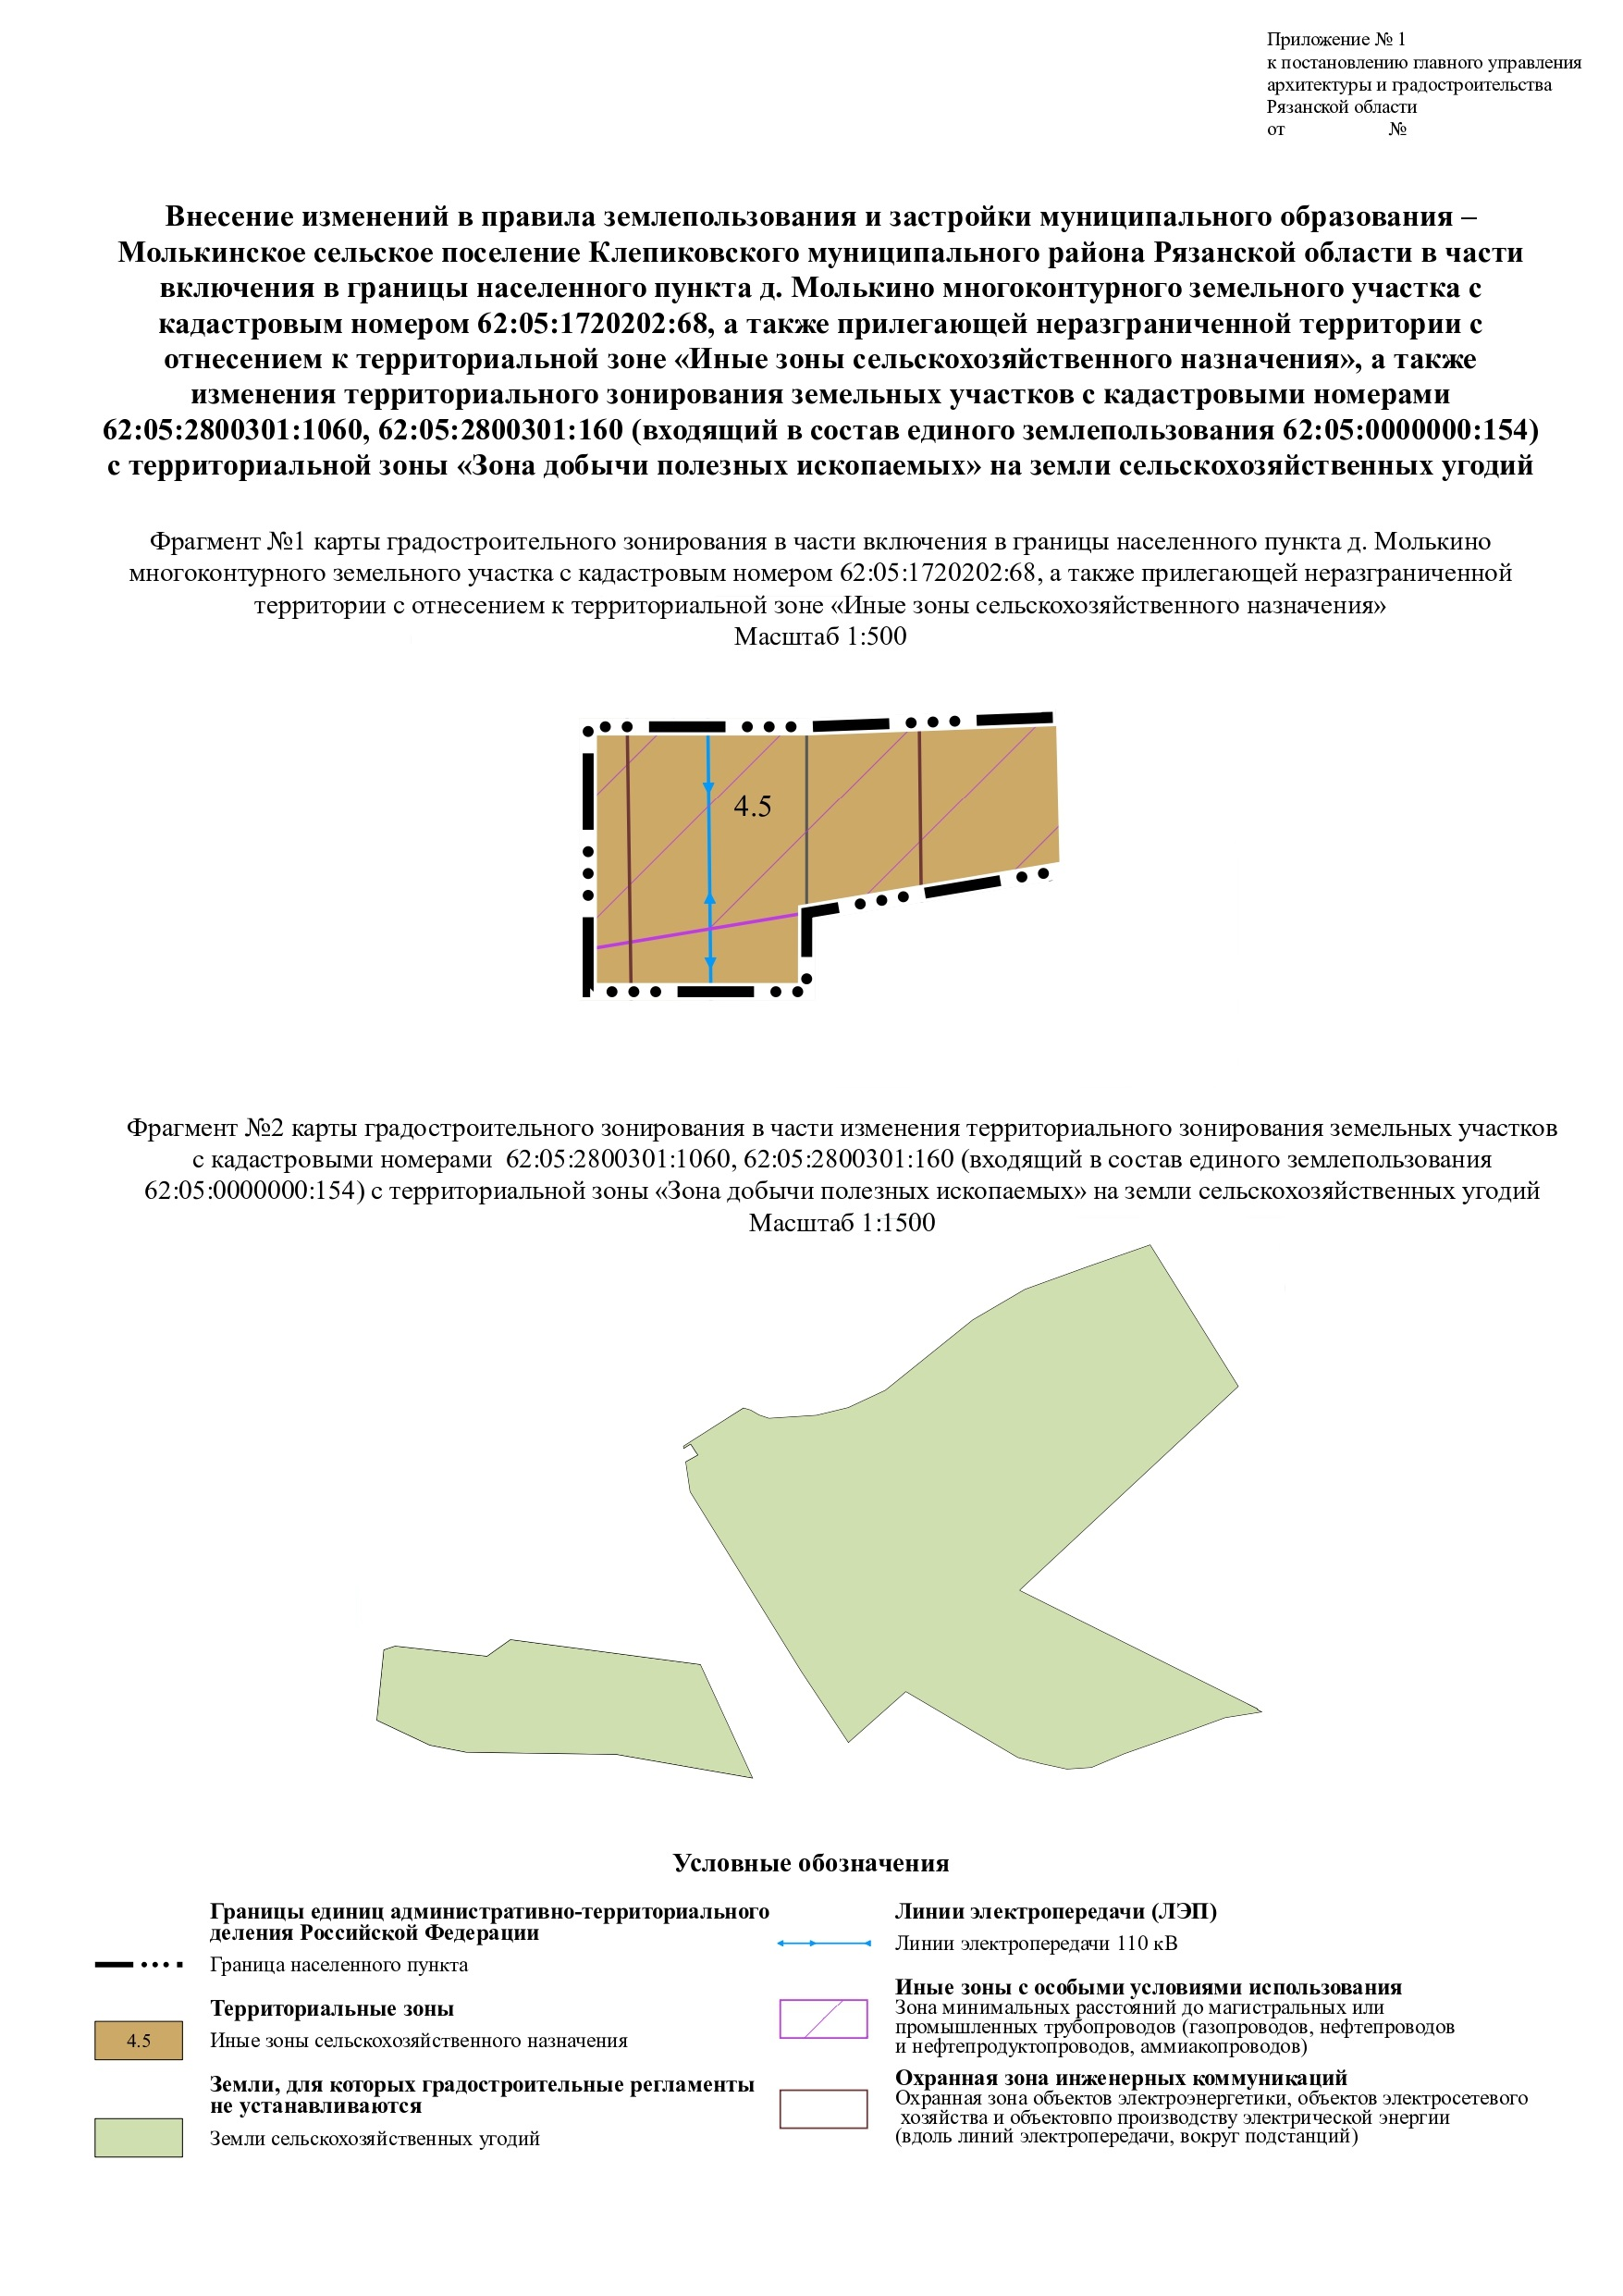 Приложение № 1
к постановлению главного управления
архитектуры и градостроительства
Рязанской области
от №
Внесение изменений в правила землепользования и застройки муниципального образования –
Молькинское сельское поселение Клепиковского муниципального района Рязанской области в части
включения в границы населенного пункта д. Молькино многоконтурного земельного участка с
кадастровым номером 62:05:1720202:68, а также прилегающей неразграниченной территории с
отнесением к территориальной зоне «Иные зоны сельскохозяйственного назначения», а также
изменения территориального зонирования земельных участков с кадастровыми номерами
62:05:2800301:1060, 62:05:2800301:160 (входящий в состав единого землепользования 62:05:0000000:154)
с территориальной зоны «Зона добычи полезных ископаемых» на земли сельскохозяйственных угодий
Фрагмент №1 карты градостроительного зонирования в части включения в границы населенного пункта д. Молькино
многоконтурного земельного участка с кадастровым номером 62:05:1720202:68, а также прилегающей неразграниченной
территории с отнесением к территориальной зоне «Иные зоны сельскохозяйственного назначения»
Масштаб 1:500
4.5
Фрагмент №2 карты градостроительного зонирования в части изменения территориального зонирования земельных участков
с кадастровыми номерами 62:05:2800301:1060, 62:05:2800301:160 (входящий в состав единого землепользования
62:05:0000000:154) с территориальной зоны «Зона добычи полезных ископаемых» на земли сельскохозяйственных угодий
Масштаб 1:1500
Условные обозначения
Границы единиц административно-территориального
деления Российской Федерации
Граница населенного пункта
Территориальные зоны
4.5
Иные зоны сельскохозяйственного назначения
Земли, для которых градостроительные регламенты
не устанавливаются
Земли сельскохозяйственных угодий
Линии электропередачи (ЛЭП)
Линии электропередачи 110 кВ
Иные зоны с особыми условиями использования
Зона минимальных расстояний до магистральных или
промышленных трубопроводов (газопроводов, нефтепроводов
и нефтепродуктопроводов, аммиакопроводов)
Охранная зона инженерных коммуникаций
Охранная зона объектов электроэнергетики, объектов электросетевого
хозяйства и объектовпо производству электрической энергии
(вдоль линий электропередачи, вокруг подстанций)